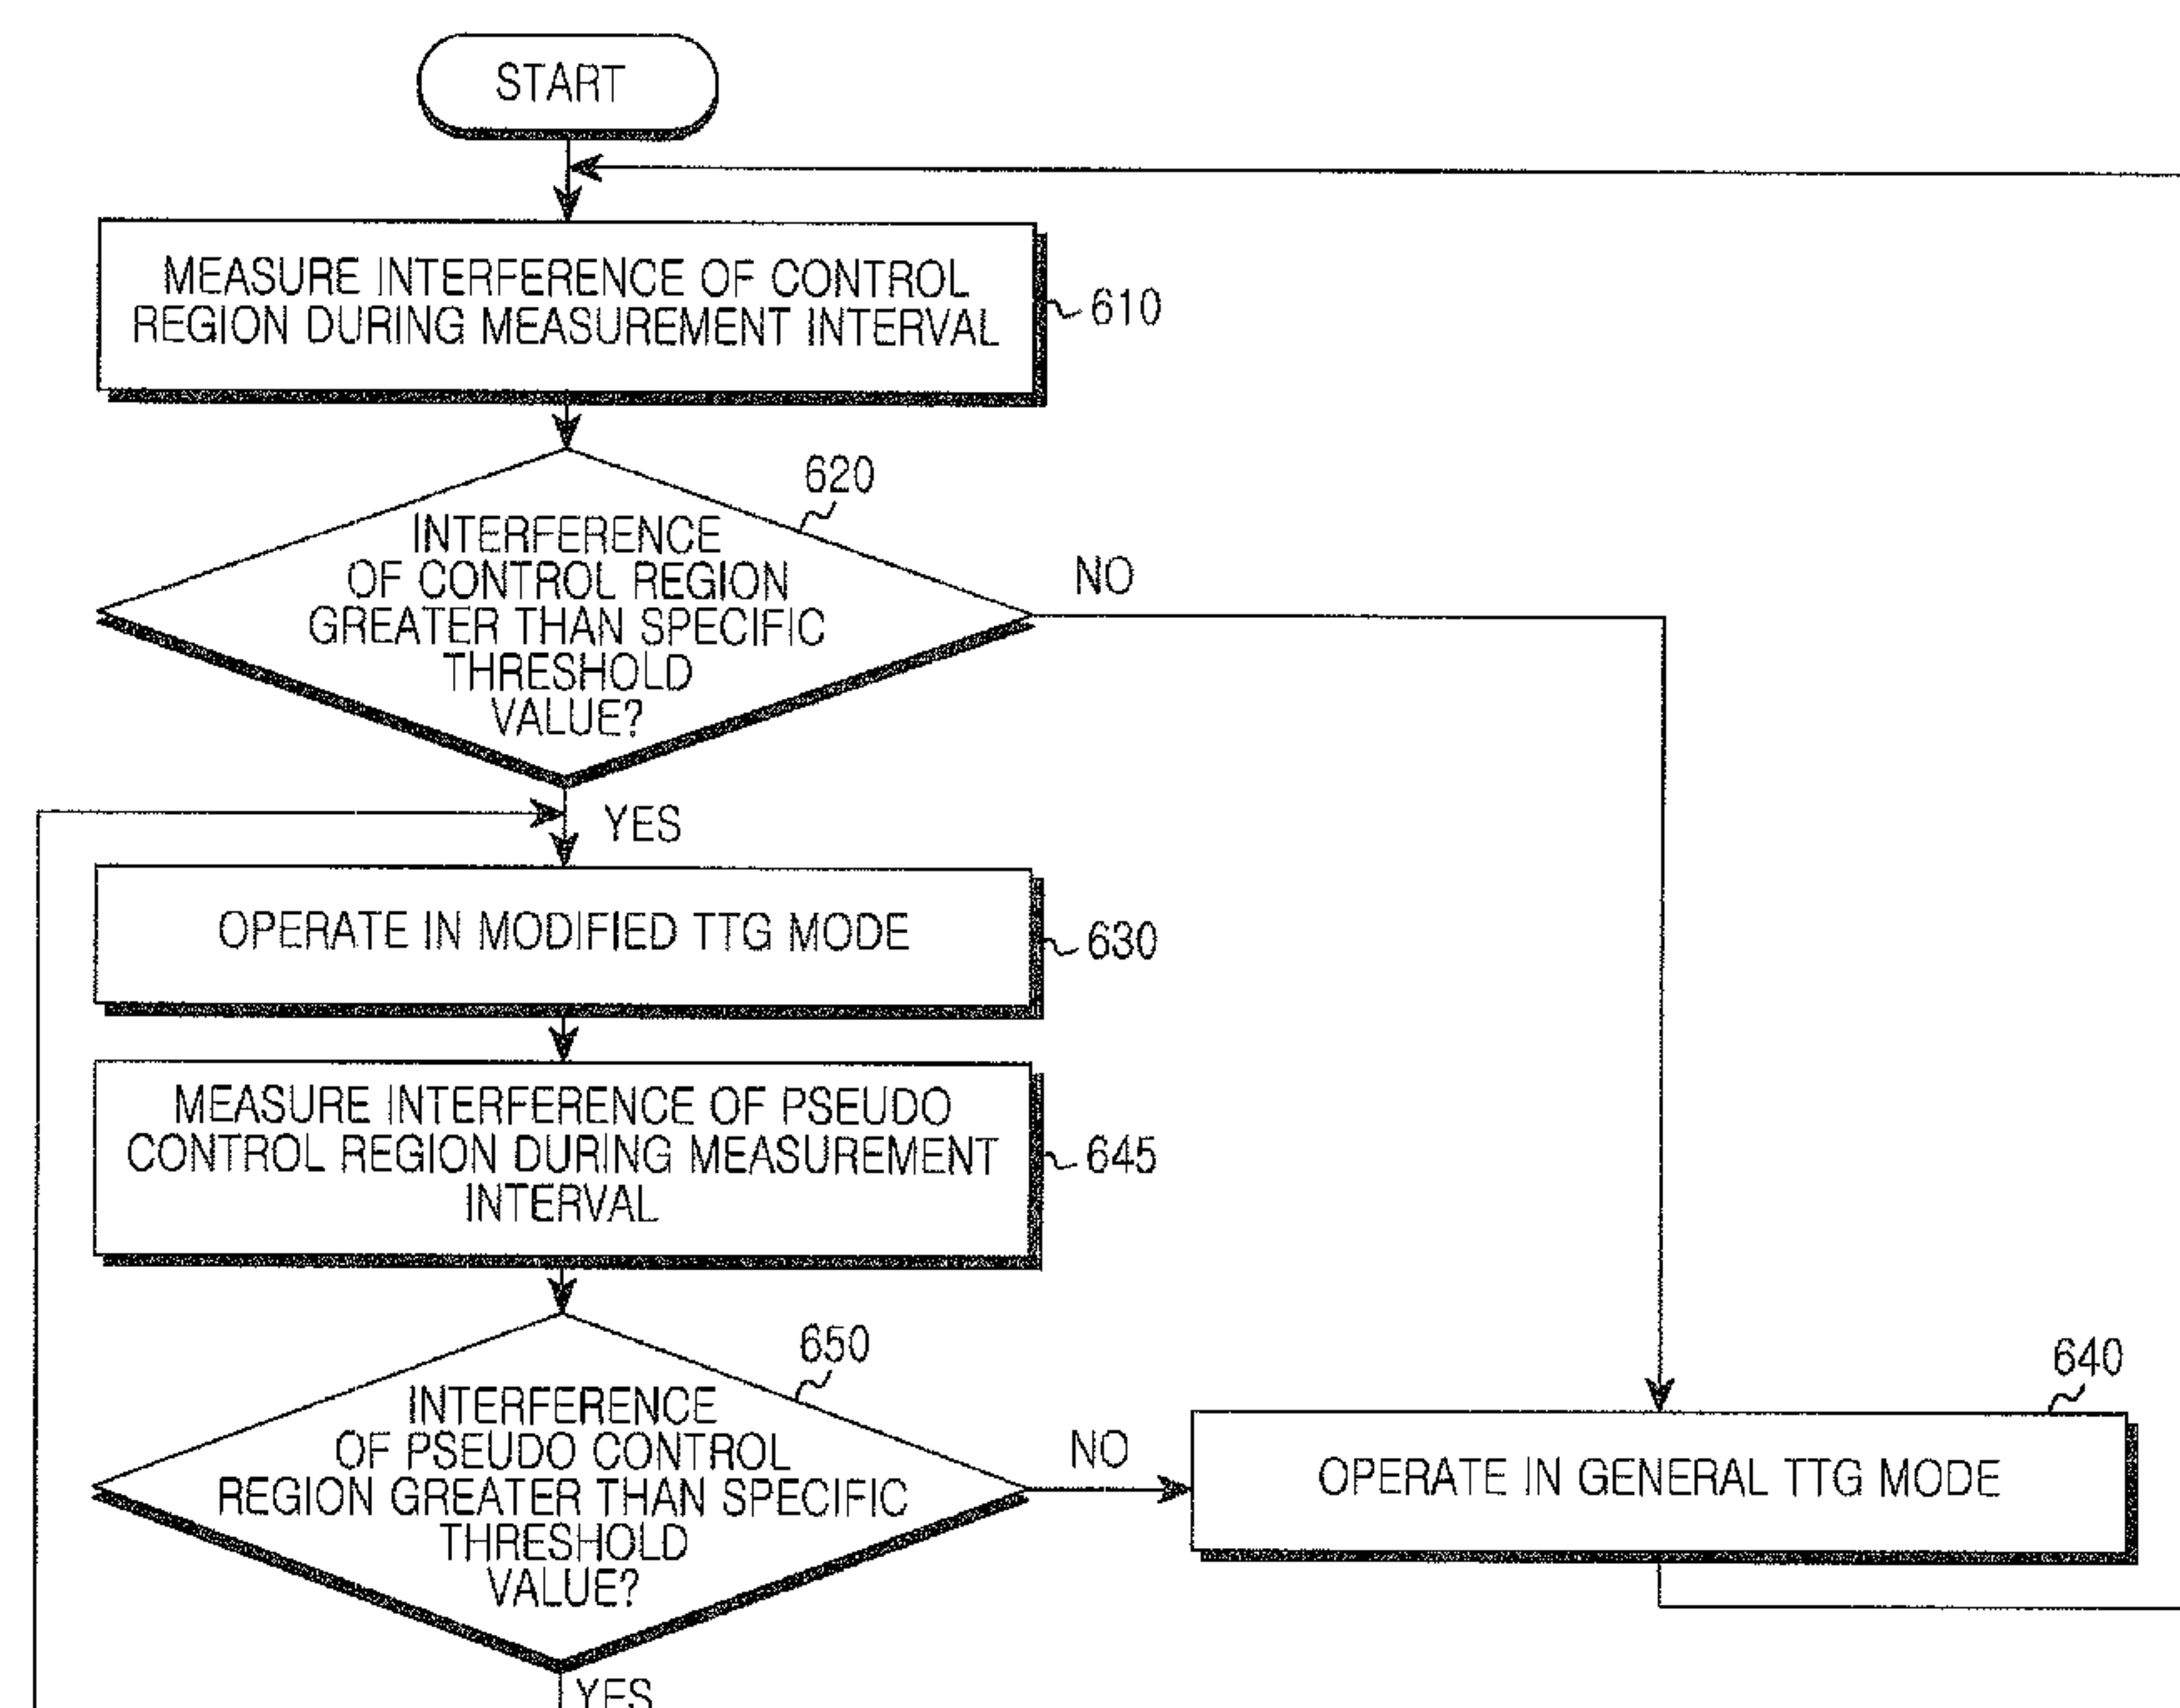 START
MEASURE INTERFERENCE OF CONTROL
REGION DURING MEASUREMENT INTERVAL
610
620
INTERFERENCE
OF CONTROL REGION
GREATER THAN SPECIFIC
THRESHOLD
VALUE?
NO
YES
OPERATE IN MODIFIED TTG MODE
630
MEASURE INTERFERENCE OF PSEUDO
CONTROL REGION DURING MEASUREMENT
INTERVAL
645
650
INTERFERENCE
OF PSEUDO CONTROL
REGION GREATER THAN SPECIFIC
THRESHOLD
VALUE?
NO
640
OPERATE IN GENERAL TTG MODE
YES